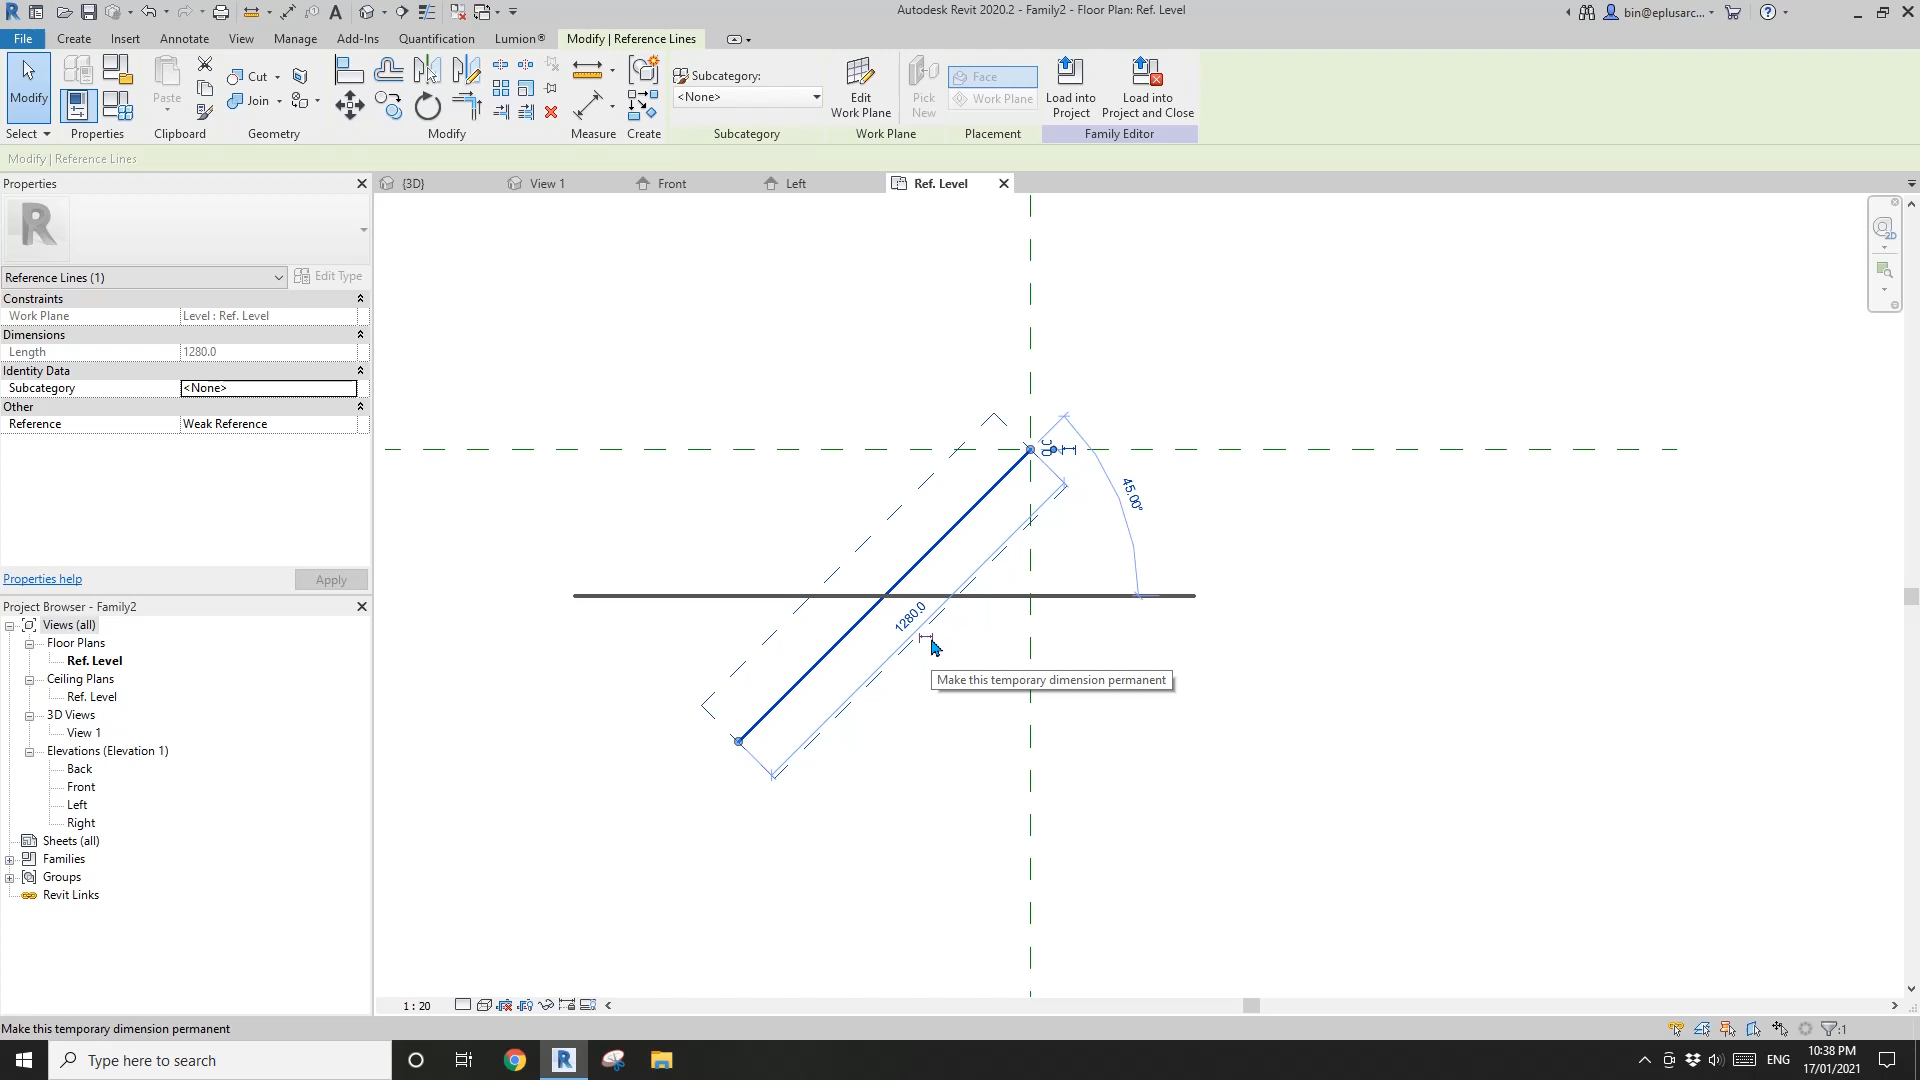 Autodesk Revit 2020.2 - Family2 - Floor Plan: Ref. Level
bin@eplusarc...
File Create Insert Annotate View Manage Add-Ins Quantification Lumion® Modify | Reference Lines
Modify
Paste
Cut
Join
Subcategory:
<None>
Edit
Work Plane
Pick
New
Face
Work Plane
Load into
Project
Load into
Project and Close
Select Properties Clipboard Geometry Modify Measure Create Subcategory Work Plane Placement Family Editor
Modify | Reference Lines
Properties
{3D} View 1 Front Left Ref. Level
Reference Lines (1)
Edit Type
Constraints
Work Plane Level : Ref. Level
Dimensions
Length 1280.0
Identity Data
Subcategory <None>
Other
Reference Weak Reference
Properties help
Apply
Project Browser - Family2
Views (all)
Floor Plans
Ref. Level
Ceiling Plans
Ref. Level
3D Views
View 1
Elevations (Elevation 1)
Back
Front
Left
Right
Sheets (all)
Families
Groups
Revit Links
45.00°
1280.0
Make this temporary dimension permanent
1 : 20
Make this temporary dimension permanent
:1
Type here to search
ENG
10:38 PM
17/01/2021